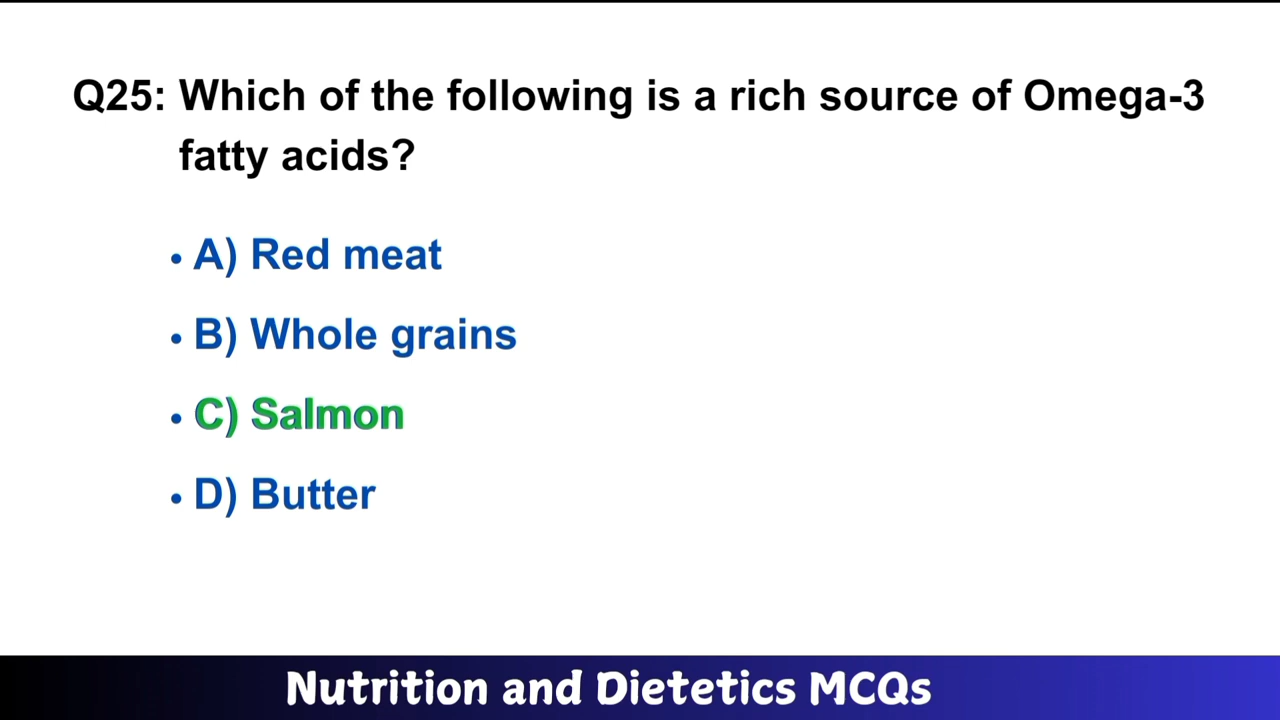 Q25: Which of the following is a rich source of Omega-3
fatty acids?
• A) Red meat
• B) Whole grains
• C) Salmon
• D) Butter
Nutrition and Dietetics MCQs